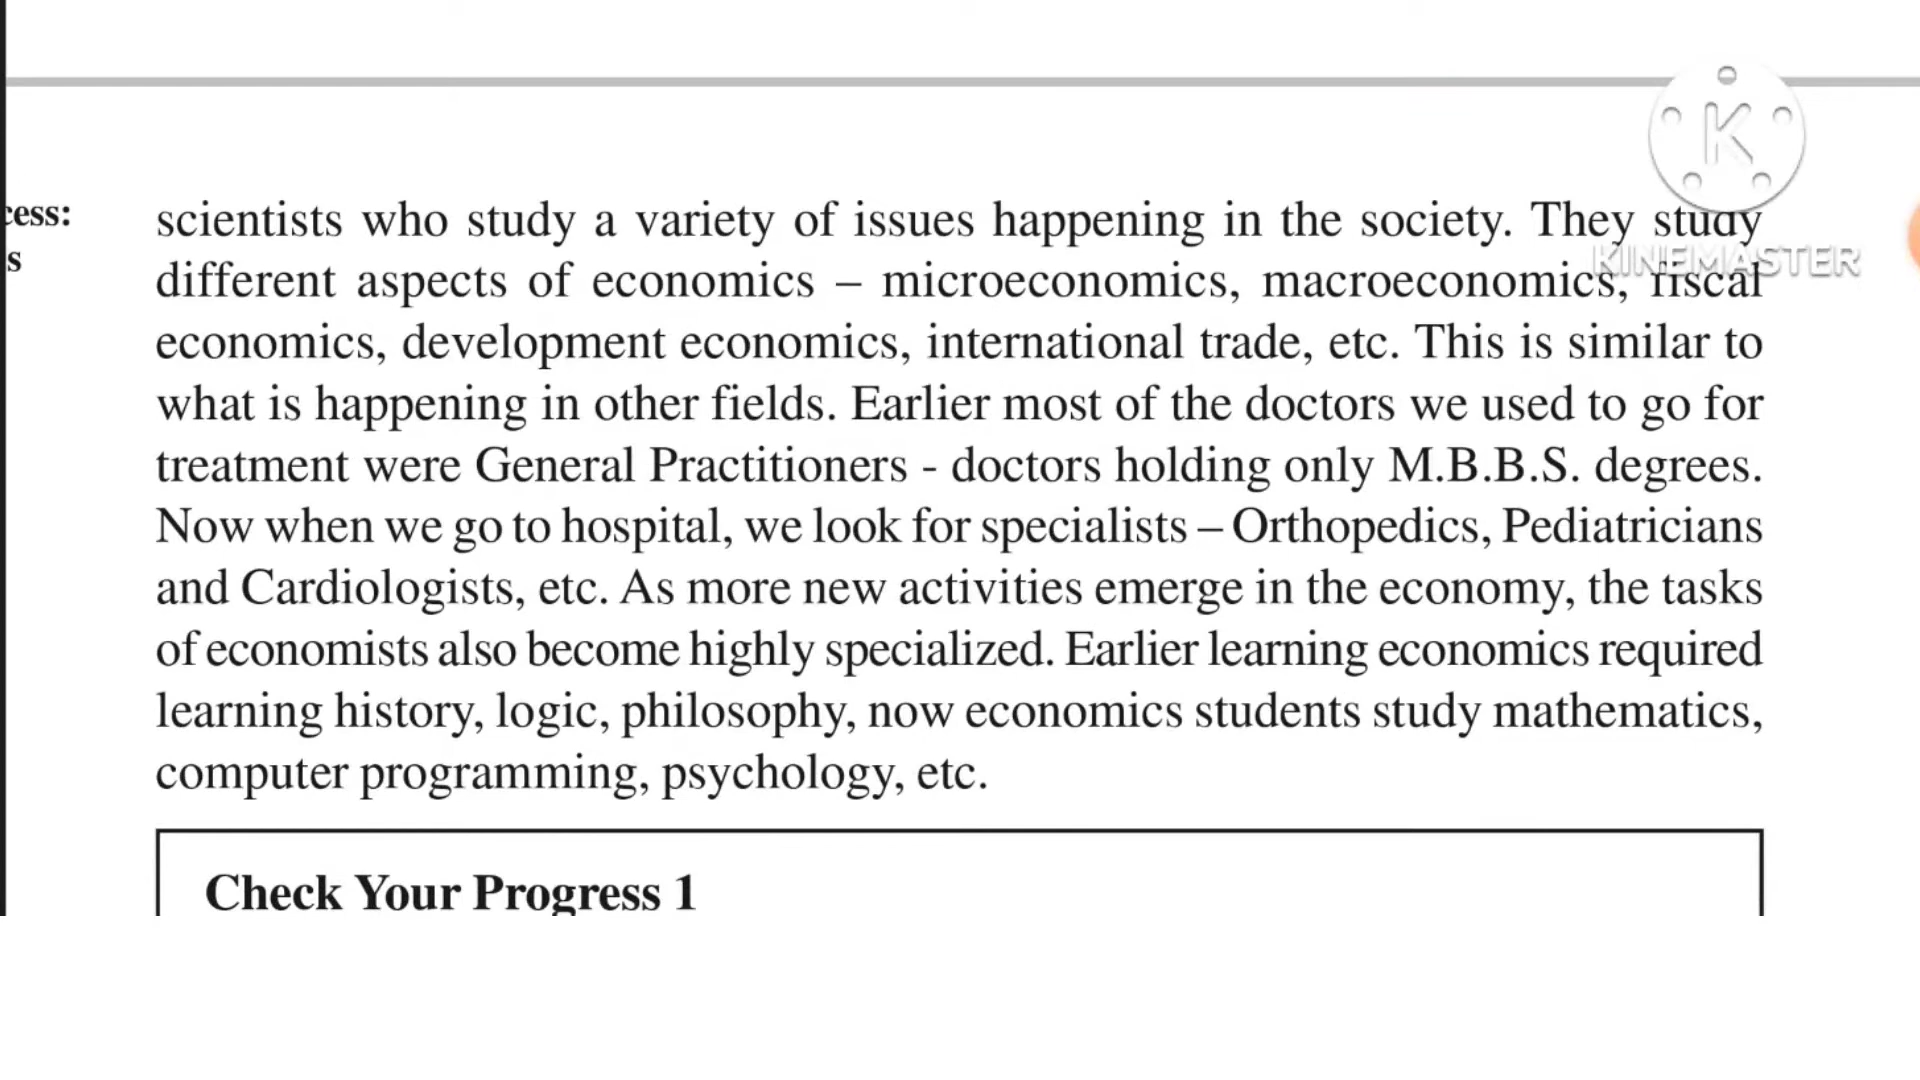 cess:
s
K
KINEMASTER
scientists who study a variety of issues happening in the society. They study
different aspects of economics – microeconomics, macroeconomics, fiscal
economics, development economics, international trade, etc. This is similar to
what is happening in other fields. Earlier most of the doctors we used to go for
treatment were General Practitioners - doctors holding only M.B.B.S. degrees.
Now when we go to hospital, we look for specialists – Orthopedics, Pediatricians
and Cardiologists, etc. As more new activities emerge in the economy, the tasks
of economists also become highly specialized. Earlier learning economics required
learning history, logic, philosophy, now economics students study mathematics,
computer programming, psychology, etc.
Check Your Progress 1